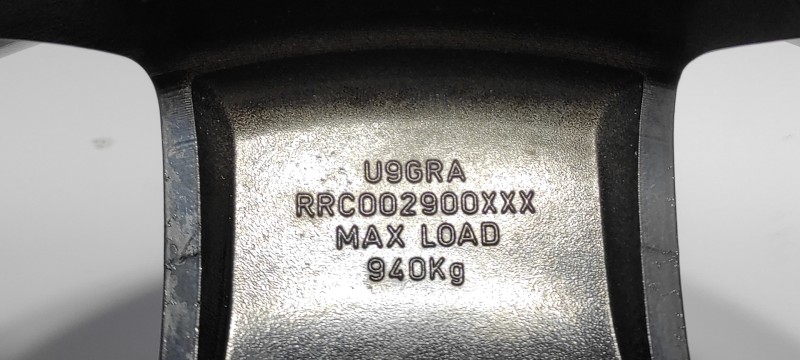 U9GRA
RRC002900XXX
MAX LOAD
940Kg